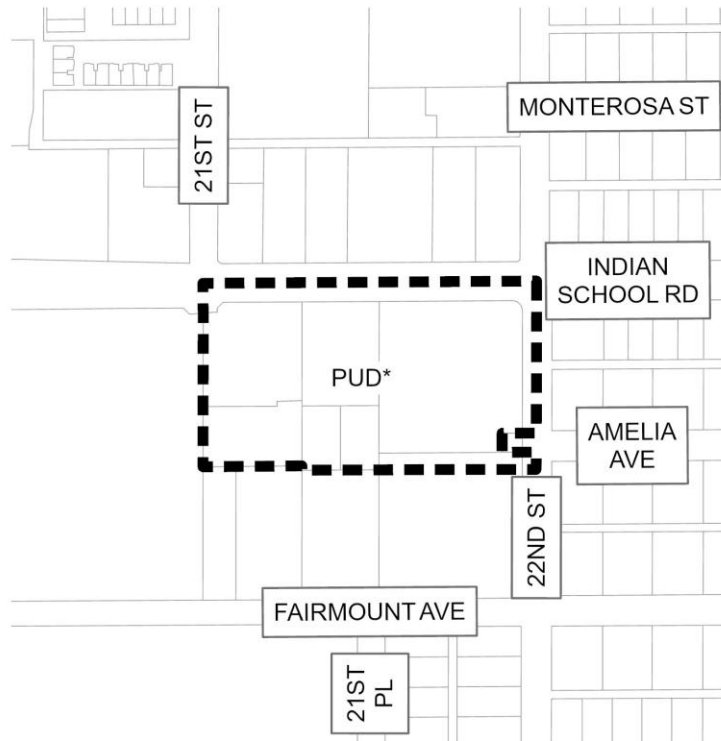 MONTEROSA ST
21ST ST
INDIAN
SCHOOL RD
PUD*
AMELIA
AVE
22ND ST
FAIRMOUNT AVE
21ST
PL